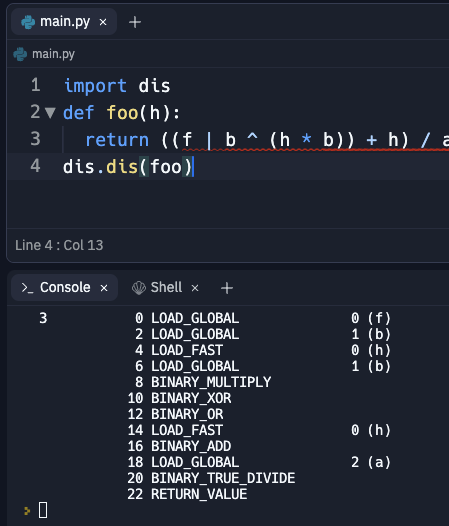 main.py × +
main.py
1 import dis
2 def foo(h):
3 return ((f | b ^ (h * b)) + h) / a
4 dis.dis(foo)
Line 4 : Col 13
>_ Console × Shell × +
3 0 LOAD_GLOBAL 0 (f)
2 LOAD_GLOBAL 1 (b)
4 LOAD_FAST 0 (h)
6 LOAD_GLOBAL 1 (b)
8 BINARY_MULTIPLY
10 BINARY_XOR
12 BINARY_OR
14 LOAD_FAST 0 (h)
16 BINARY_ADD
18 LOAD_GLOBAL 2 (a)
20 BINARY_TRUE_DIVIDE
22 RETURN_VALUE
>